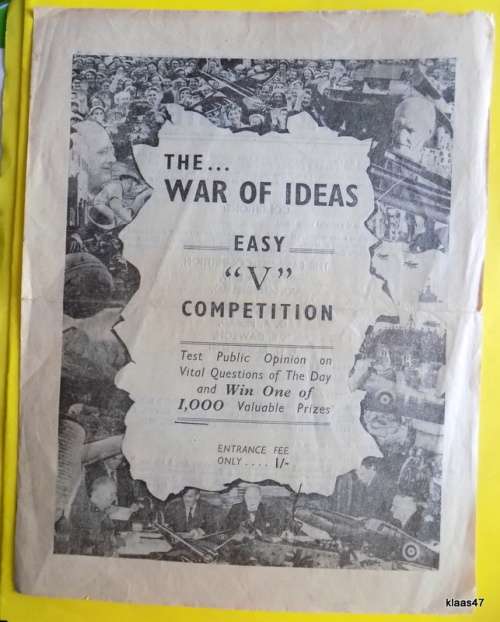 THE...
WAR OF IDEAS
EASY
"V"
COMPETITION
Test Public Opinion on
Vital Questions of The Day
and Win One of
1,000 Valuable Prizes
ENTRANCE FEE
ONLY .... 1/-
klaas47